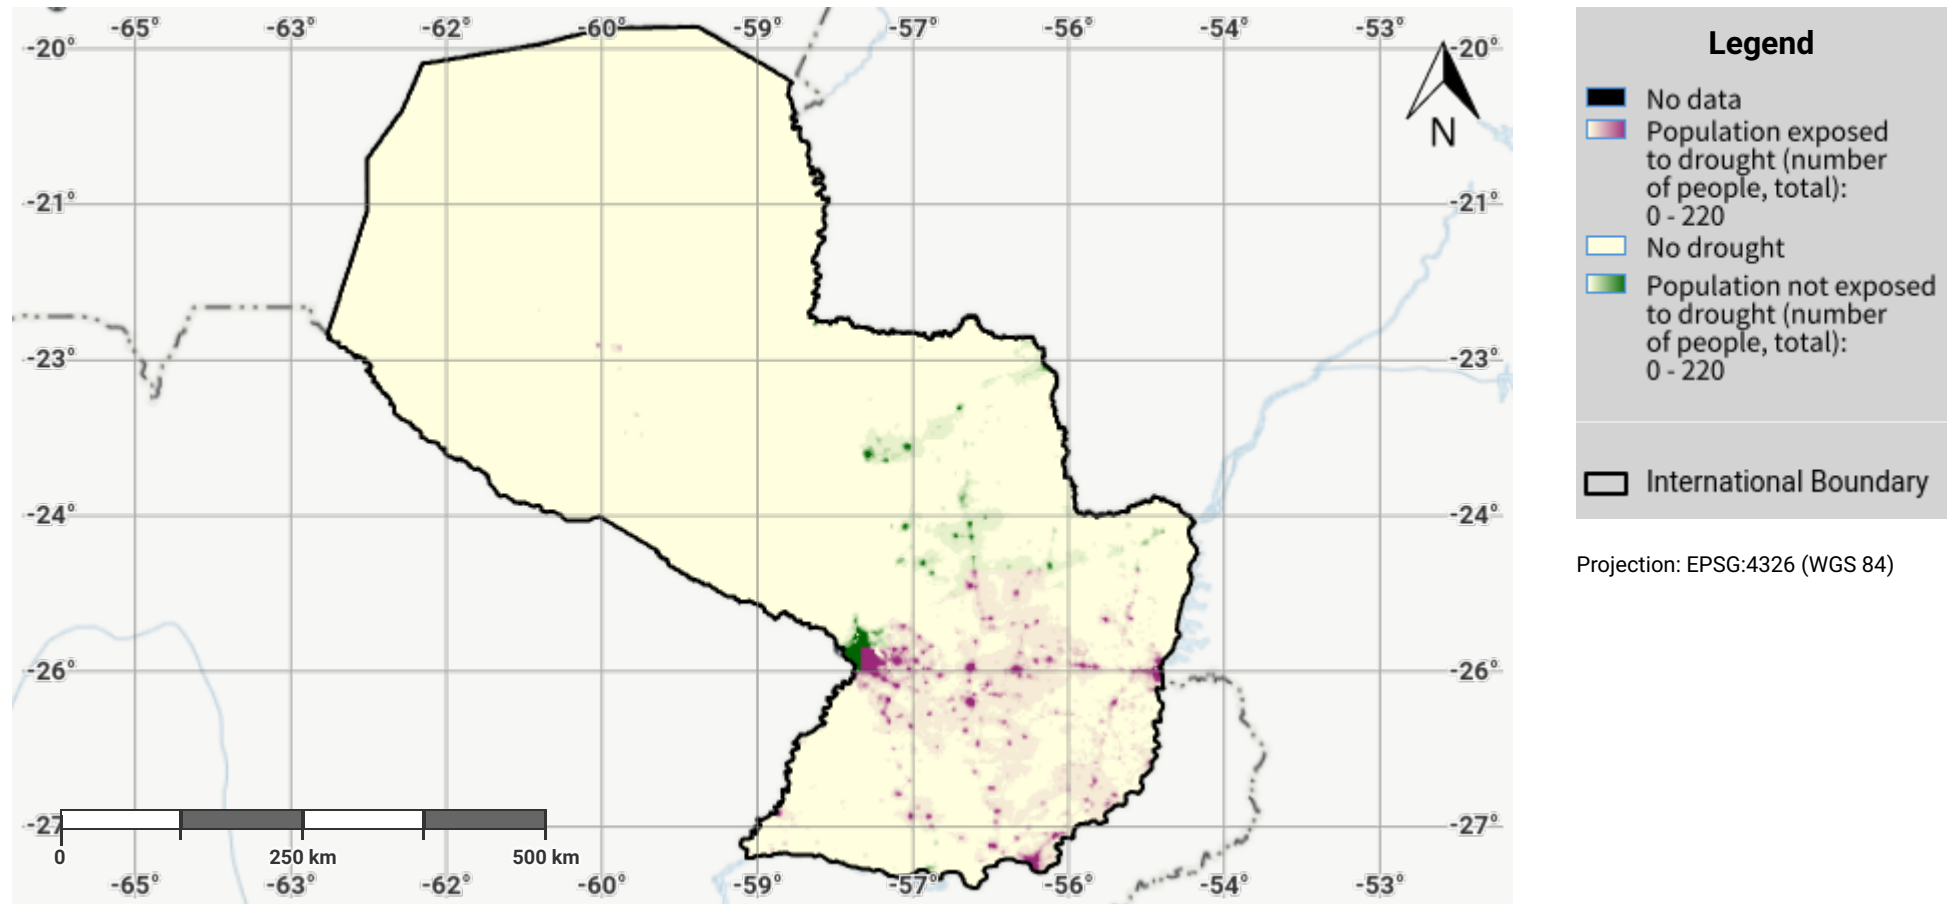 -65° -63° -62° -60° -59° -57° -56° -54° -53°
-20° -20°
N
-21° -21°
-23° -23°
-24° -24°
-26° -26°
-27 -27°
0 250 km 500 km
-65° -63° -62° -60° -59° -57° -56° -54° -53°
Legend
No data
Population exposed
to drought (number
of people, total):
0 - 220
No drought
Population not exposed
to drought (number
of people, total):
0 - 220
International Boundary
Projection: EPSG:4326 (WGS 84)